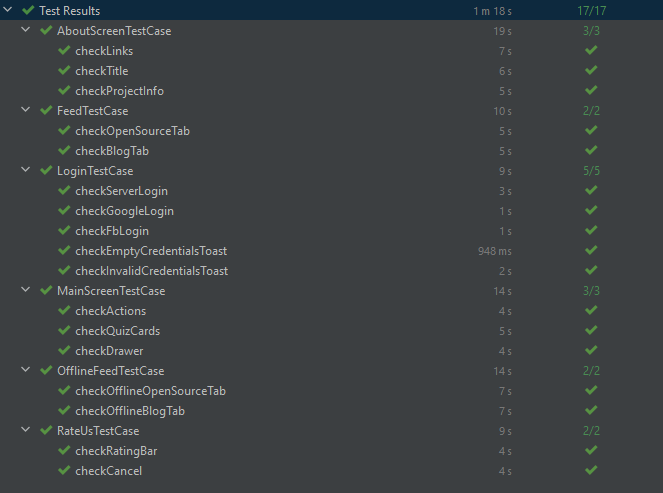 Test Results 1 m 18 s 17/17
AboutScreenTestCase 19 s 3/3
checkLinks 7 s
checkTitle 6 s
checkProjectInfo 5 s
FeedTestCase 10 s 2/2
checkOpenSourceTab 5 s
checkBlogTab 5 s
LoginTestCase 9 s 5/5
checkServerLogin 3 s
checkGoogleLogin 1 s
checkFbLogin 1 s
checkEmptyCredentialsToast 948 ms
checkInvalidCredentialsToast 2 s
MainScreenTestCase 14 s 3/3
checkActions 4 s
checkQuizCards 5 s
checkDrawer 4 s
OfflineFeedTestCase 14 s 2/2
checkOfflineOpenSourceTab 7 s
checkOfflineBlogTab 7 s
RateUsTestCase 9 s 2/2
checkRatingBar 4 s
checkCancel 4 s